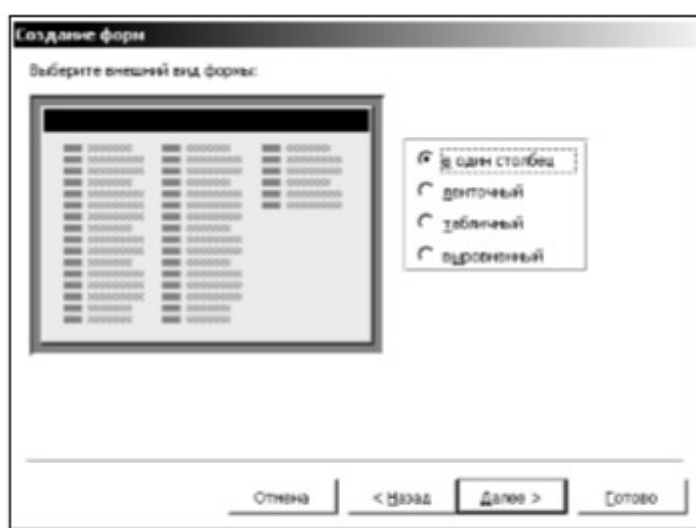 Создание форм
Выберите внешний вид формы:
в один столбец
ленточный
табличный
выровненный
Отмена
< Назад
Далее >
Готово